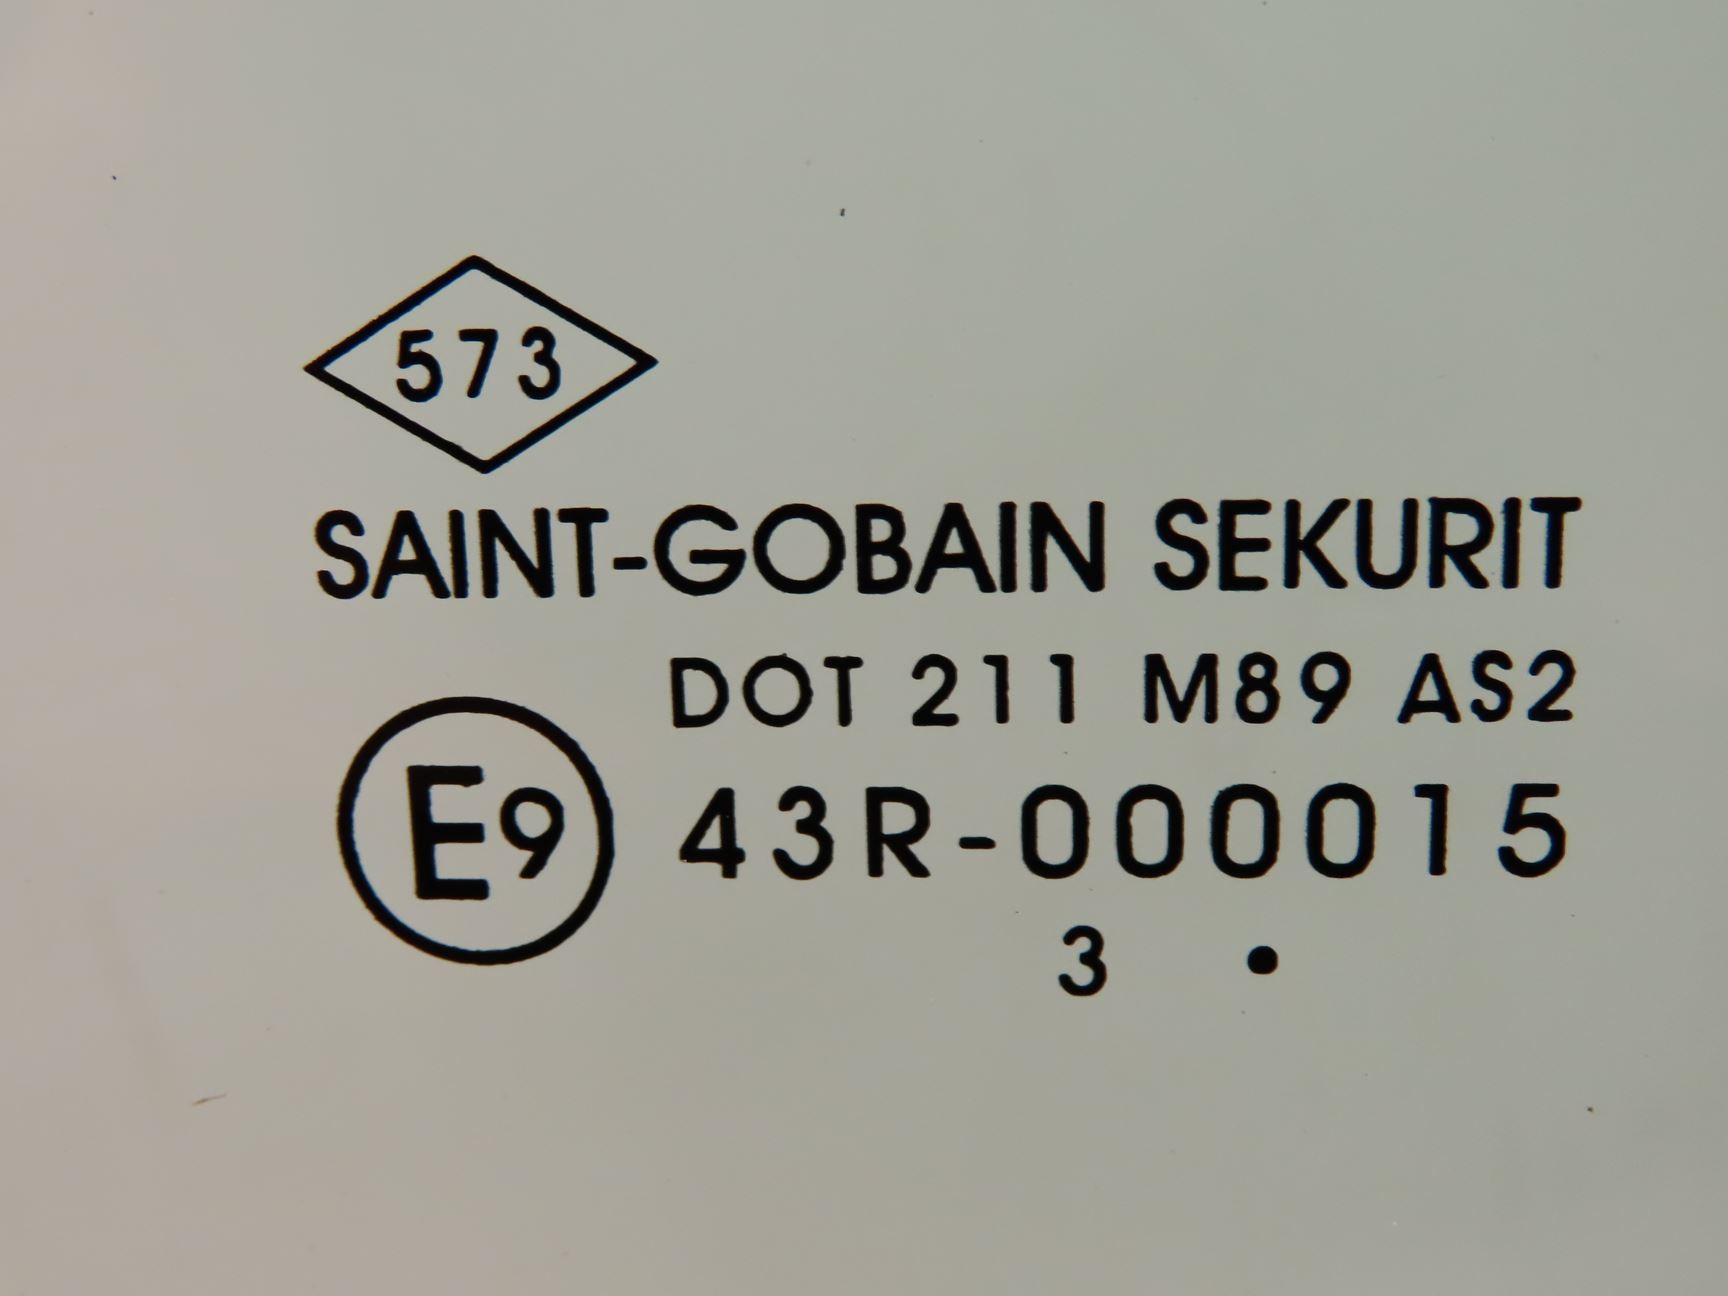 573
SAINT-GOBAIN SEKURIT
DOT 211 M89 AS2
E9 43R-000015
3 •